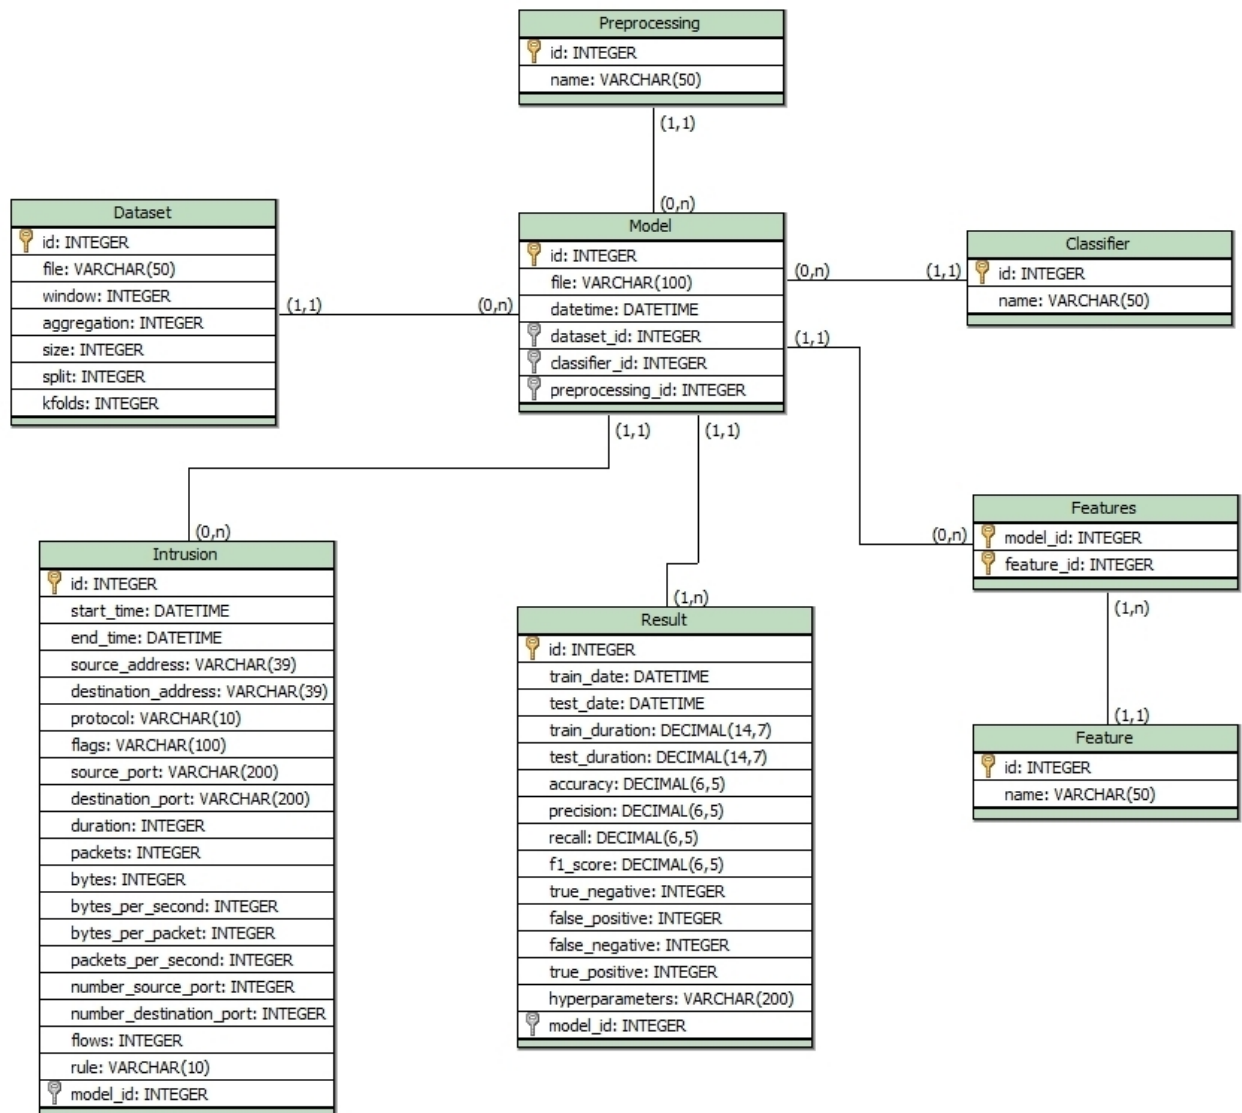 Preprocessing
id: INTEGER
name: VARCHAR(50)
(1,1)
(0,n)
Dataset
id: INTEGER
file: VARCHAR(50)
window: INTEGER
aggregation: INTEGER
size: INTEGER
split: INTEGER
kfolds: INTEGER
(1,1)
(0,n)
Model
id: INTEGER
file: VARCHAR(100)
datetime: DATETIME
dataset_id: INTEGER
classifier_id: INTEGER
preprocessing_id: INTEGER
(0,n)
(1,1)
Classifier
id: INTEGER
name: VARCHAR(50)
(1,1)
(1,1)
(1,1)
(0,n)
Intrusion
id: INTEGER
start_time: DATETIME
end_time: DATETIME
source_address: VARCHAR(39)
destination_address: VARCHAR(39)
protocol: VARCHAR(10)
flags: VARCHAR(100)
source_port: VARCHAR(200)
destination_port: VARCHAR(200)
duration: INTEGER
packets: INTEGER
bytes: INTEGER
bytes_per_second: INTEGER
bytes_per_packet: INTEGER
packets_per_second: INTEGER
number_source_port: INTEGER
number_destination_port: INTEGER
flows: INTEGER
rule: VARCHAR(10)
model_id: INTEGER
(1,n)
Result
id: INTEGER
train_date: DATETIME
test_date: DATETIME
train_duration: DECIMAL(14,7)
test_duration: DECIMAL(14,7)
accuracy: DECIMAL(6,5)
precision: DECIMAL(6,5)
recall: DECIMAL(6,5)
f1_score: DECIMAL(6,5)
true_negative: INTEGER
false_positive: INTEGER
false_negative: INTEGER
true_positive: INTEGER
hyperparameters: VARCHAR(200)
model_id: INTEGER
(0,n)
Features
model_id: INTEGER
feature_id: INTEGER
(1,n)
(1,1)
Feature
id: INTEGER
name: VARCHAR(50)